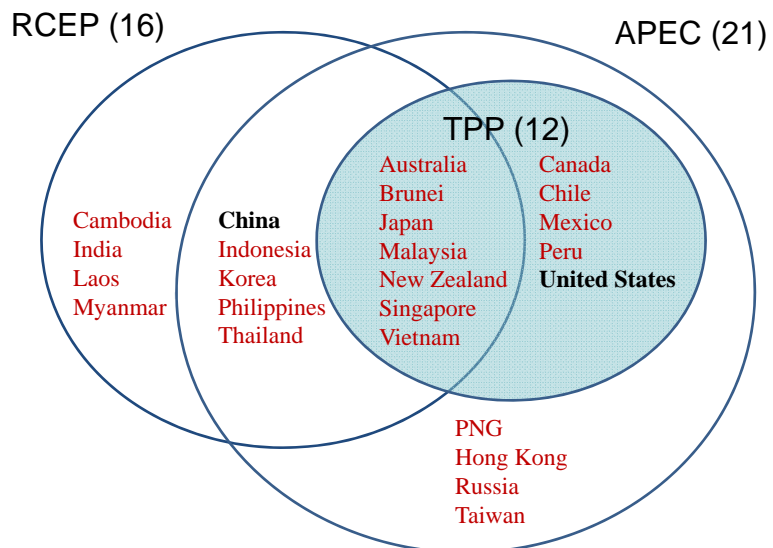 RCEP (16)
APEC (21)
TPP (12)
Cambodia
India
Laos
Myanmar
China
Indonesia
Korea
Philippines
Thailand
Australia
Brunei
Japan
Malaysia
New Zealand
Singapore
Vietnam
Canada
Chile
Mexico
Peru
United States
PNG
Hong Kong
Russia
Taiwan